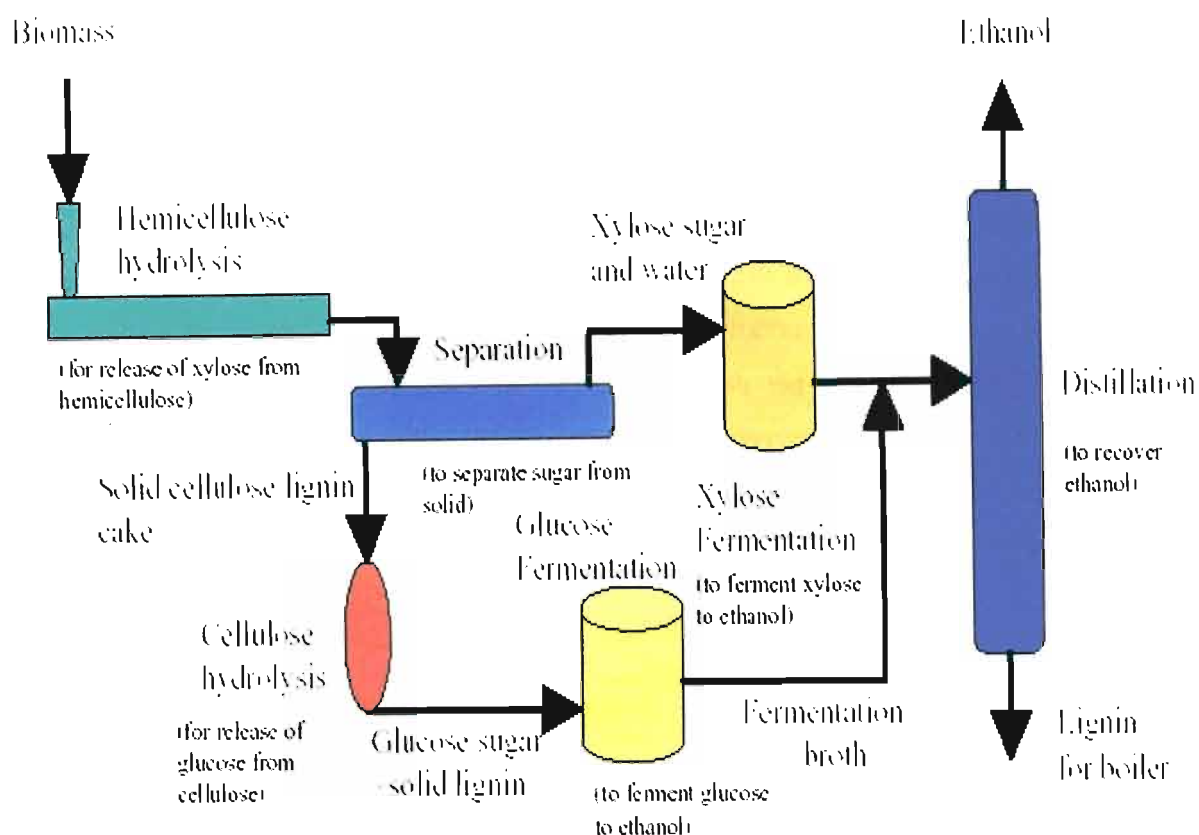 Biomass
Ethanol
Hemicellulose
hydrolysis
(for release of xylose from
hemicellulose)
Separation
(to separate sugar from
solid)
Xylose sugar
and water
Xylose
Fermentation
(to ferment xylose
to ethanol)
Distillation
(to recover
ethanol)
Solid cellulose lignin
cake
Cellulose
hydrolysis
(for release of
glucose from
cellulose)
Glucose sugar
solid lignin
Glucose
Fermentation
(to ferment glucose
to ethanol)
Fermentation
broth
Lignin
for boiler